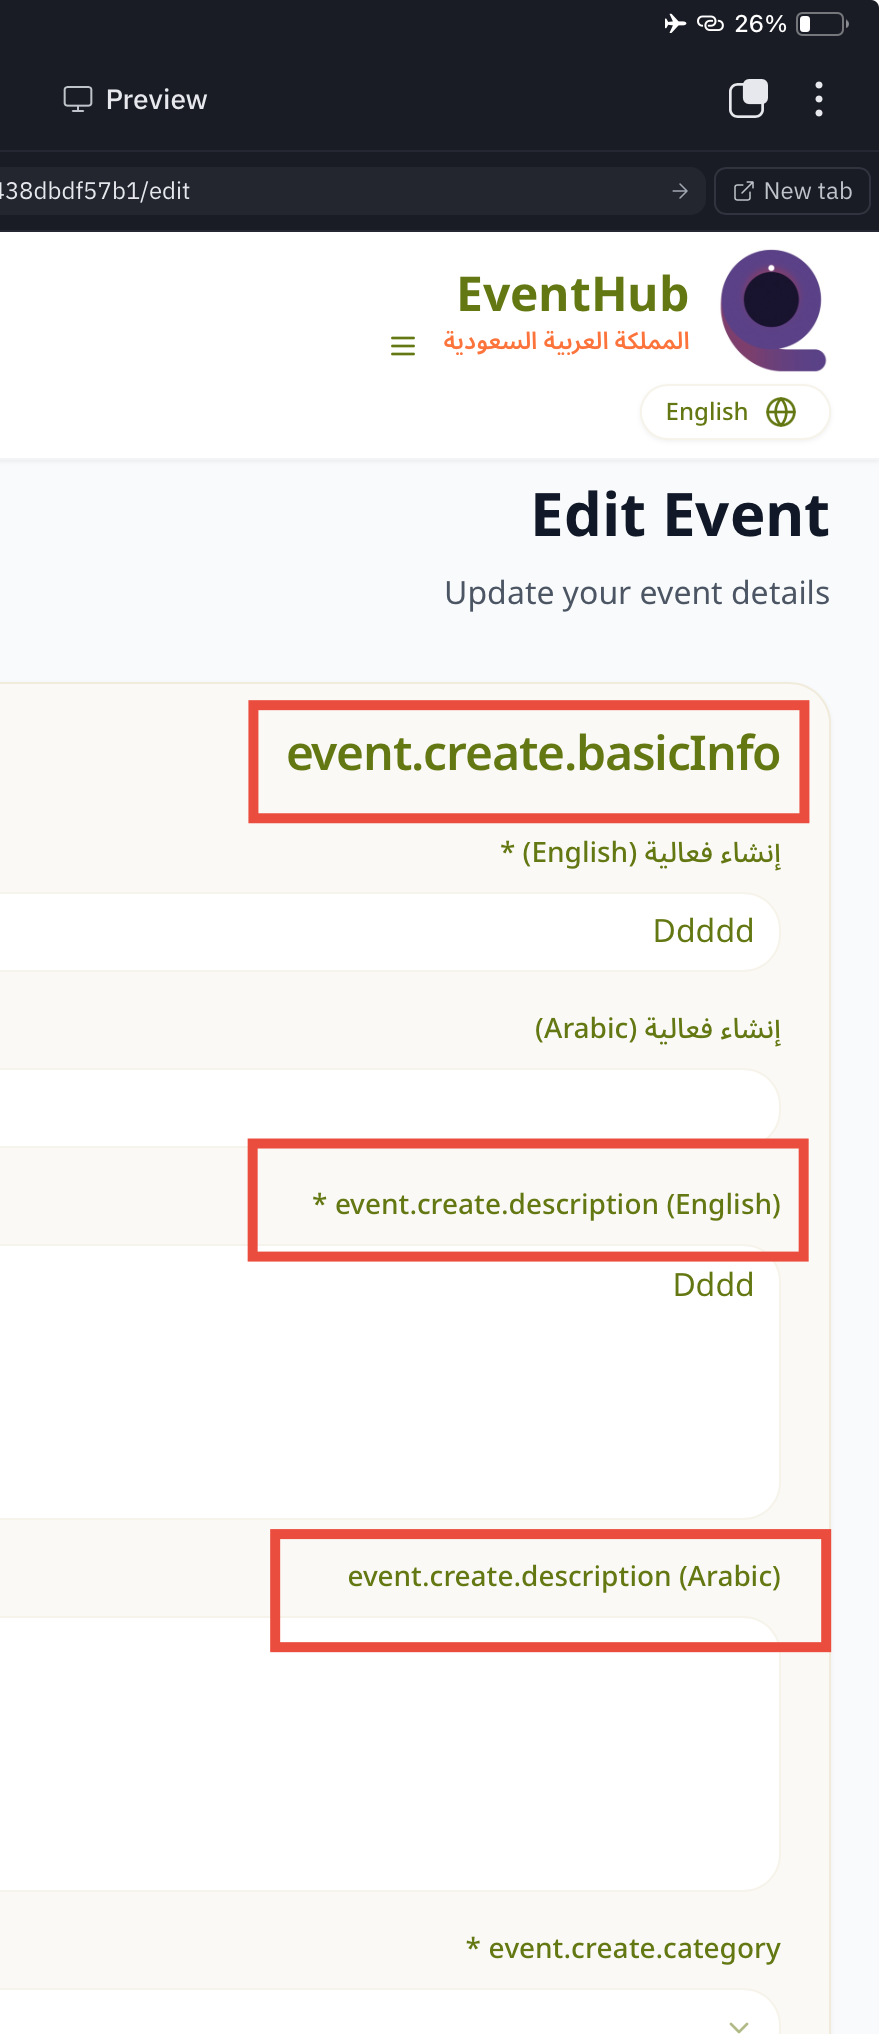 26%
Preview
438dbdf57b1/edit
New tab
EventHub
المملكة العربية السعودية
English
Edit Event
Update your event details
event.create.basicInfo
إنشاء فعالية (English) *
Ddddd
إنشاء فعالية (Arabic)
* event.create.description (English)
Dddd
event.create.description (Arabic)
* event.create.category